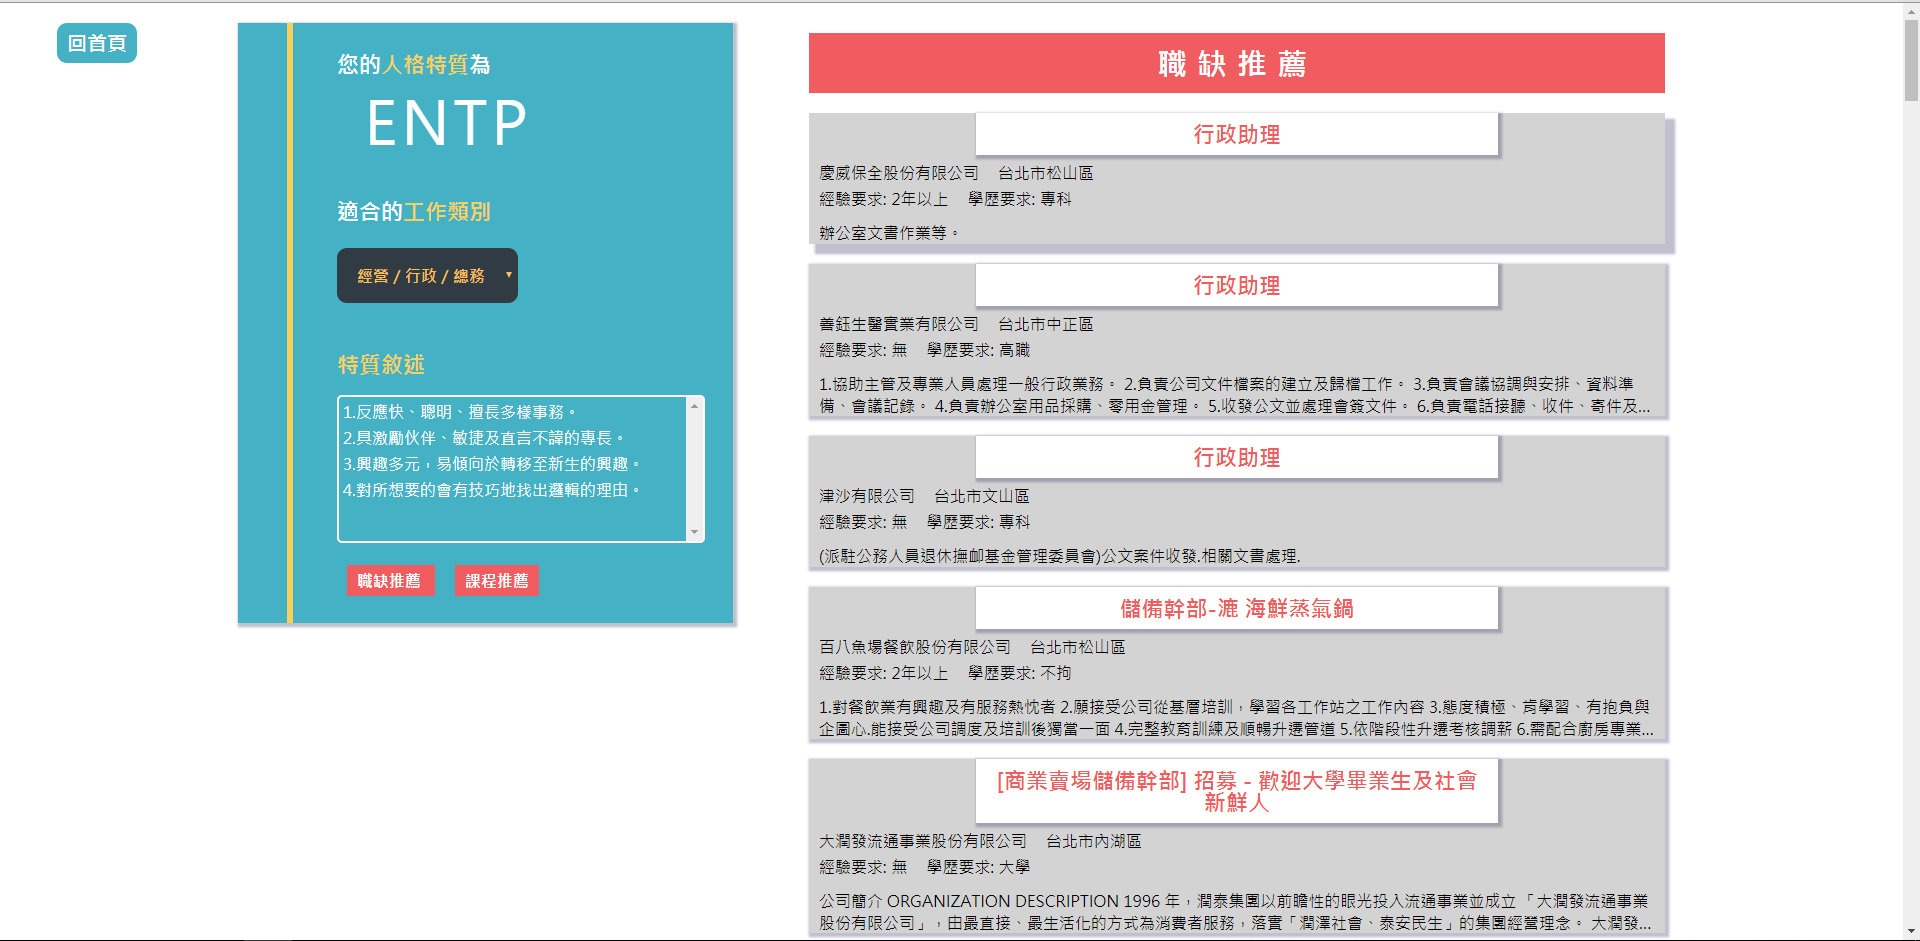 回首頁
您的人格特質為
ENTP
適合的工作類別
經營 / 行政 / 總務
特質敘述
1.反應快、聰明、擅長多樣事務。
2.具激勵伙伴、敏捷及直言不諱的專長。
3.興趣多元，易傾向於轉移至新生的興趣。
4.對所想要的會有技巧地找出邏輯的理由。
職缺推薦 課程推薦
職缺推薦
行政助理
慶威保全股份有限公司 台北市松山區
經驗要求: 2年以上 學歷要求: 專科
辦公室文書作業等。
行政助理
善鈺生醫實業有限公司 台北市中正區
經驗要求: 無 學歷要求: 高職
1.協助主管及專業人員處理一般行政業務。 2.負責公司文件檔案的建立及歸檔工作。 3.負責會議協調與安排、資料準
備、會議記錄。 4.負責辦公室用品採購、零用金管理。 5.收發公文並處理會簽文件。 6.負責電話接聽、收件、寄件及...
行政助理
津沙有限公司 台北市文山區
經驗要求: 無 學歷要求: 專科
(派駐公務人員退休撫卹基金管理委員會)公文案件收發.相關文書處理.
儲備幹部-漉 海鮮蒸氣鍋
百八魚場餐飲股份有限公司 台北市松山區
經驗要求: 2年以上 學歷要求: 不拘
1.對餐飲業有興趣及有服務熱忱者 2.願接受公司從基層培訓，學習各工作站之工作內容 3.態度積極、肯學習、有抱負與
企圖心.能接受公司調度及培訓後獨當一面 4.完整教育訓練及順暢升遷管道 5.依階段性升遷考核調薪 6.需配合廚房專業...
[商業賣場儲備幹部] 招募 - 歡迎大學畢業生及社會
新鮮人
大潤發流通事業股份有限公司 台北市內湖區
經驗要求: 無 學歷要求: 大學
公司簡介 ORGANIZATION DESCRIPTION 1996 年，潤泰集團以前瞻性的眼光投入流通事業並成立 「大潤發流通事業
股份有限公司」，由最直接、最生活化的方式為消費者服務，落實「潤澤社會、泰安民生」的集團經營理念。 大潤發...